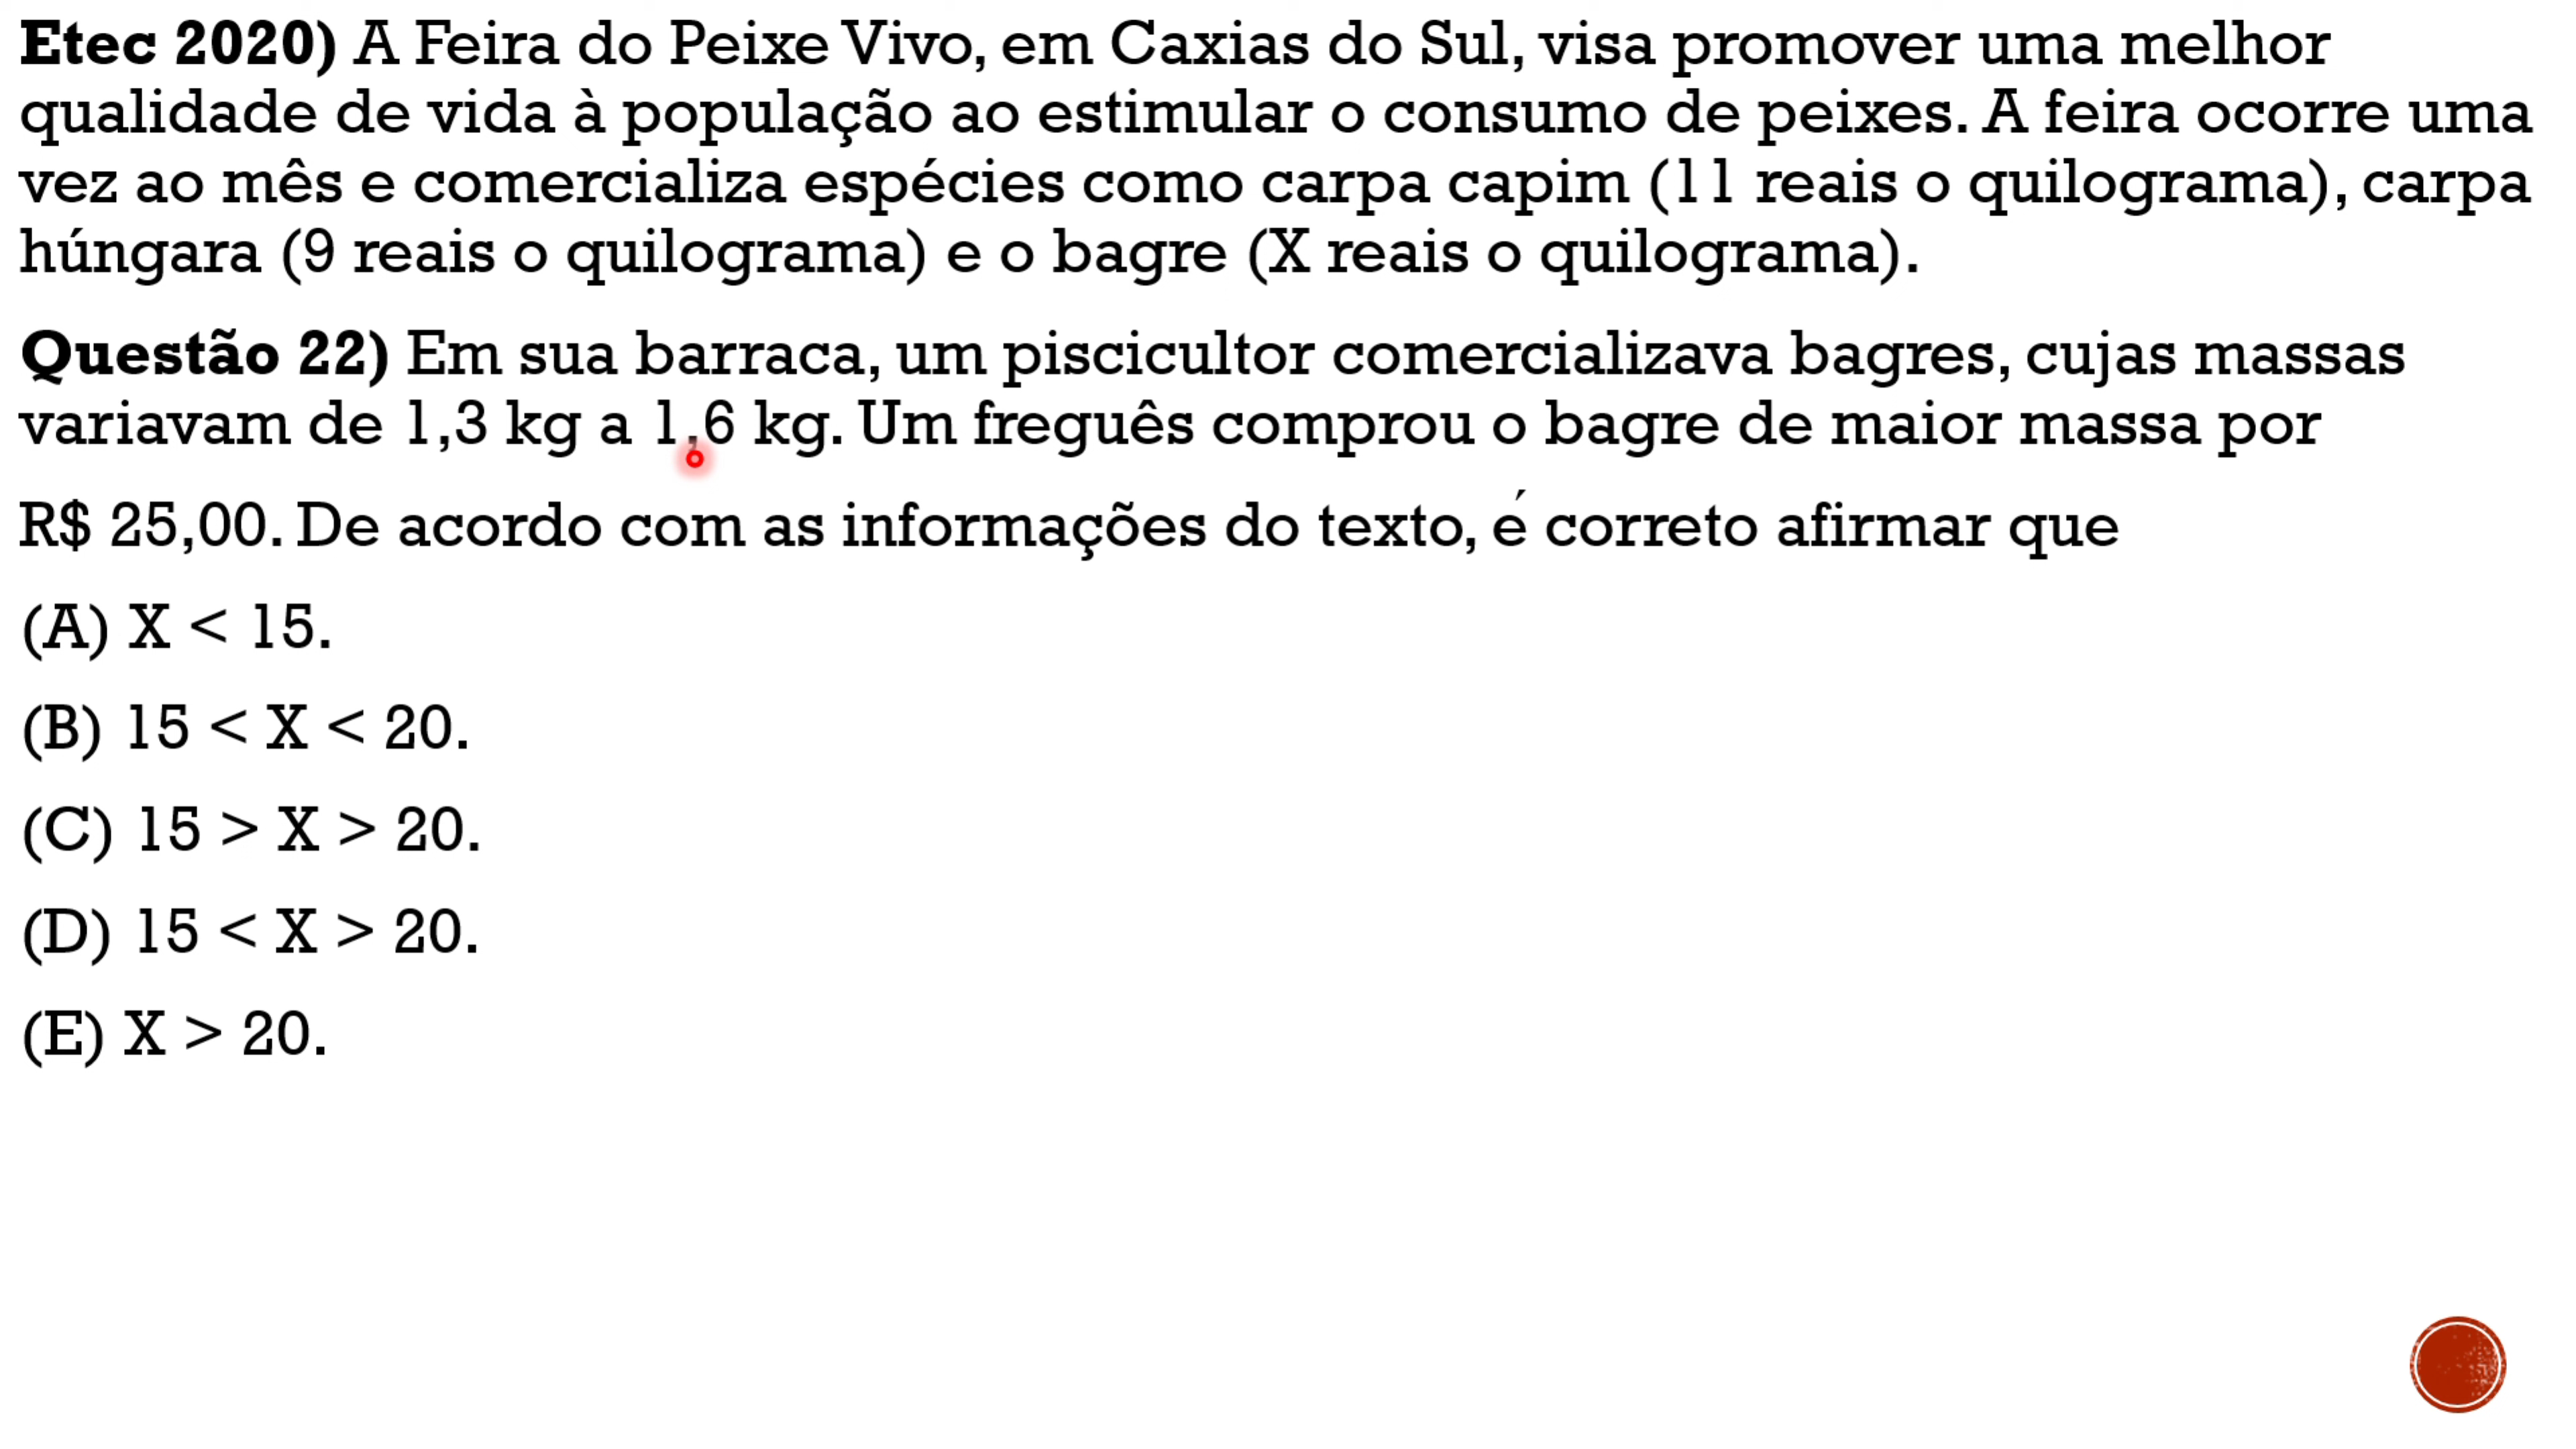 Etec 2020) A Feira do Peixe Vivo, em Caxias do Sul, visa promover uma melhor
qualidade de vida à população ao estimular o consumo de peixes. A feira ocorre uma
vez ao mês e comercializa espécies como carpa capim (11 reais o quilograma), carpa
húngara (9 reais o quilograma) e o bagre (X reais o quilograma).
Questão 22) Em sua barraca, um piscicultor comercializava bagres, cujas massas
variavam de 1,3 kg a 1,6 kg. Um freguês comprou o bagre de maior massa por
R$ 25,00. De acordo com as informações do texto, é correto afirmar que
(A) X < 15.
(B) 15 < X < 20.
(C) 15 > X > 20.
(D) 15 < X > 20.
(E) X > 20.